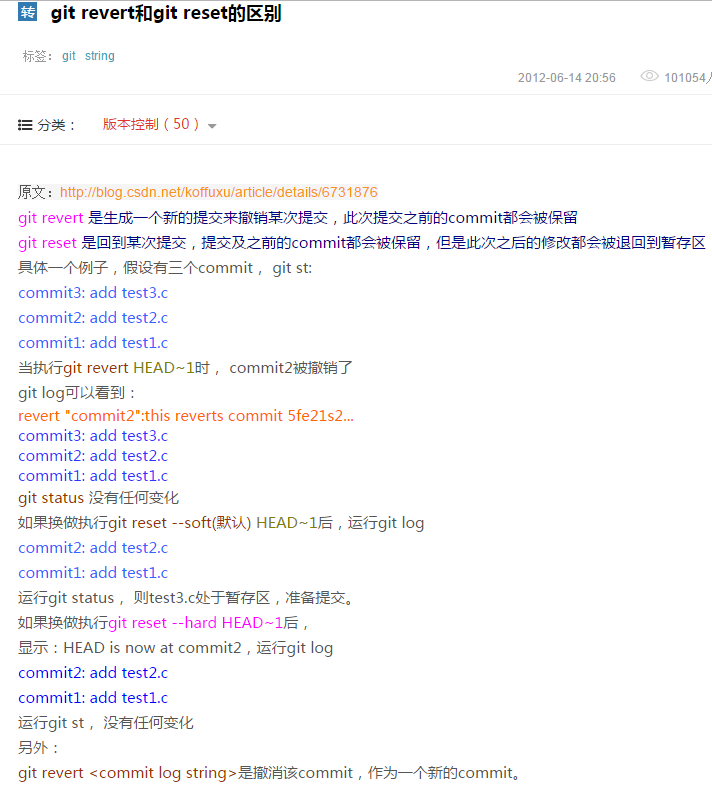 转 git revert和git reset的区别
标签： git string
2012-06-14 20:56 101054人
分类： 版本控制（50）
原文：http://blog.csdn.net/koffuxu/article/details/6731876
git revert 是生成一个新的提交来撤销某次提交，此次提交之前的commit都会被保留
git reset 是回到某次提交，提交及之前的commit都会被保留，但是此次之后的修改都会被退回到暂存区
具体一个例子，假设有三个commit， git st:
commit3: add test3.c
commit2: add test2.c
commit1: add test1.c
当执行git revert HEAD~1时， commit2被撤销了
git log可以看到：
revert "commit2":this reverts commit 5fe21s2...
commit3: add test3.c
commit2: add test2.c
commit1: add test1.c
git status 没有任何变化
如果换做执行git reset --soft(默认) HEAD~1后，运行git log
commit2: add test2.c
commit1: add test1.c
运行git status， 则test3.c处于暂存区，准备提交。
如果换做执行git reset --hard HEAD~1后，
显示：HEAD is now at commit2，运行git log
commit2: add test2.c
commit1: add test1.c
运行git st， 没有任何变化
另外：
git revert <commit log string>是撤消该commit，作为一个新的commit。